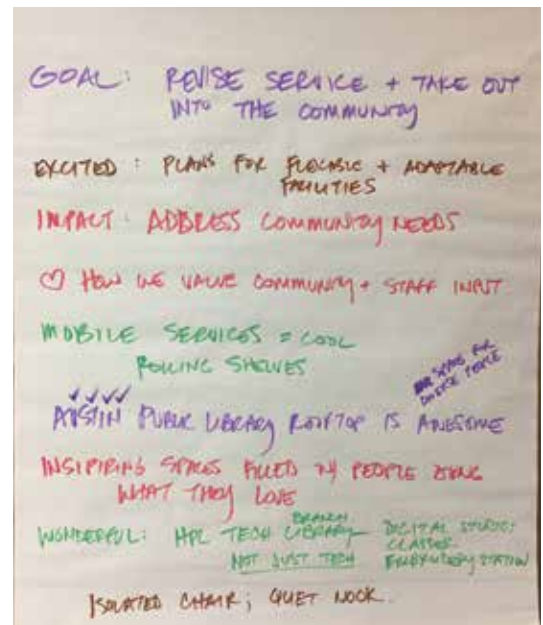 GOAL: REVISE SERVICE + TAKE OUT
INTO THE COMMUNITY
EXCITED: PLANS FOR FLEXIBLE + ADAPTABLE
FACILITIES
IMPACT: ADDRESS COMMUNITY NEEDS
♡ HOW WE VALUE COMMUNITY + STAFF INPUT
MOBILE SERVICES = COOL
ROLLING SHELVES
SPACE FOR
PEOPLE
AUSTIN PUBLIC LIBRARY ROOFTOP IS AWESOME
INSIPIRING SPACES FILLED W/ PEOPLE DOING
WHAT THEY LOVE
WONDERFUL: HPL TECH BRANCH LIBRARY
NOT JUST TECH
DIGITAL STUDIO;
CLASSES
EMBROIDERY STATION
ISOLATED CHAIR; QUIET NOOK.